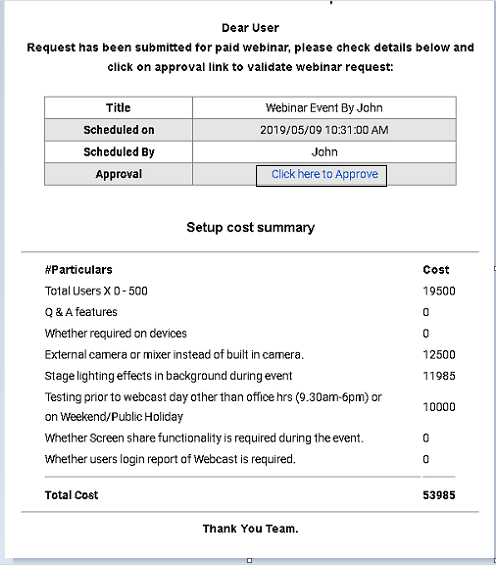 Dear User
Request has been submitted for paid webinar, please check details below and
click on approval link to validate webinar request:
Title Webinar Event By John
Scheduled on 2019/05/09 10:31:00 AM
Scheduled By John
Approval Click here to Approve
Setup cost summary
#Particulars Cost
Total Users X 0 - 500 19500
Q & A features 0
Whether required on devices 0
External camera or mixer instead of built in camera. 12500
Stage lighting effects in background during event 11985
Testing prior to webcast day other than office hrs (9.30am-6pm) or
on Weekend/Public Holiday 10000
Whether Screen share functionality is required during the event. 0
Whether users login report of Webcast is required. 0
Total Cost 53985
Thank You Team.